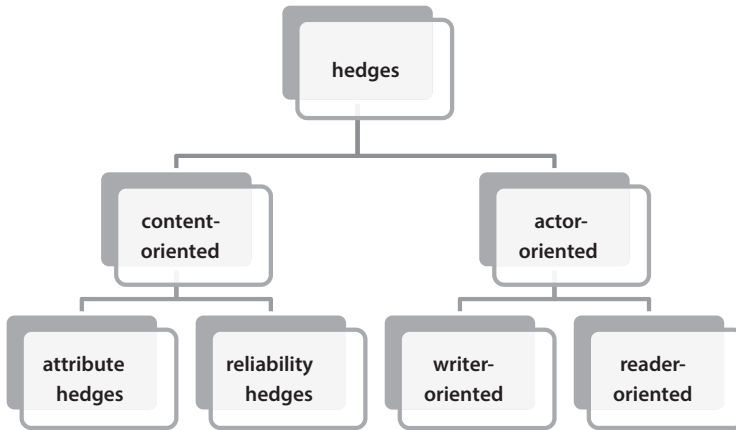 hedges
content-
oriented
actor-
oriented
attribute
hedges
reliability
hedges
writer-
oriented
reader-
oriented